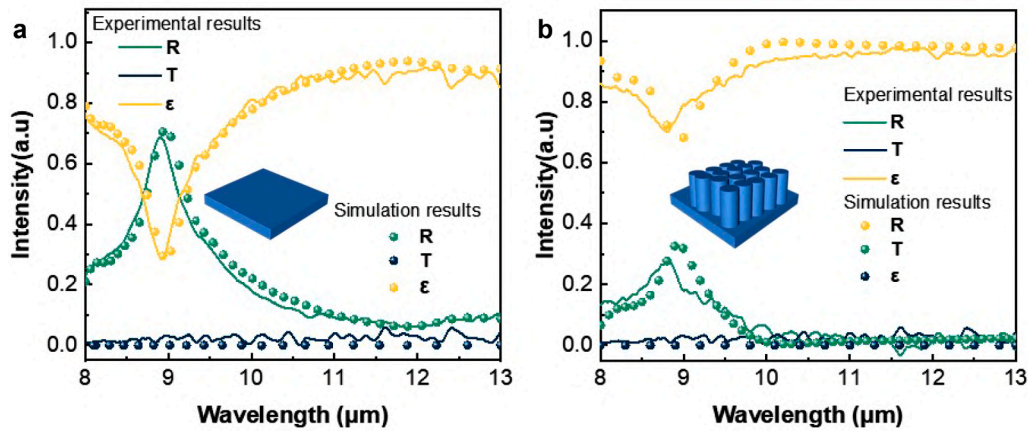 a
Experimental results
R
T
ε
Simulation results
R
T
ε
Intensity(a.u)
1.0
0.8
0.6
0.4
0.2
0.0
8 9 10 11 12 13
Wavelength (μm)
b
Experimental results
R
T
ε
Simulation results
R
T
ε
Intensity(a.u)
1.0
0.8
0.6
0.4
0.2
0.0
8 9 10 11 12 13
Wavelength (μm)